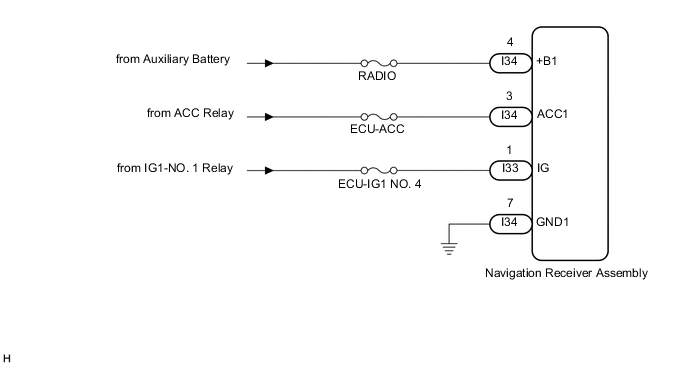 4
from Auxiliary Battery
I34
+B1
RADIO
3
from ACC Relay
I34
ACC1
ECU-ACC
1
from IG1-NO. 1 Relay
I33
IG
ECU-IG1 NO. 4
7
I34
GND1
Navigation Receiver Assembly
H